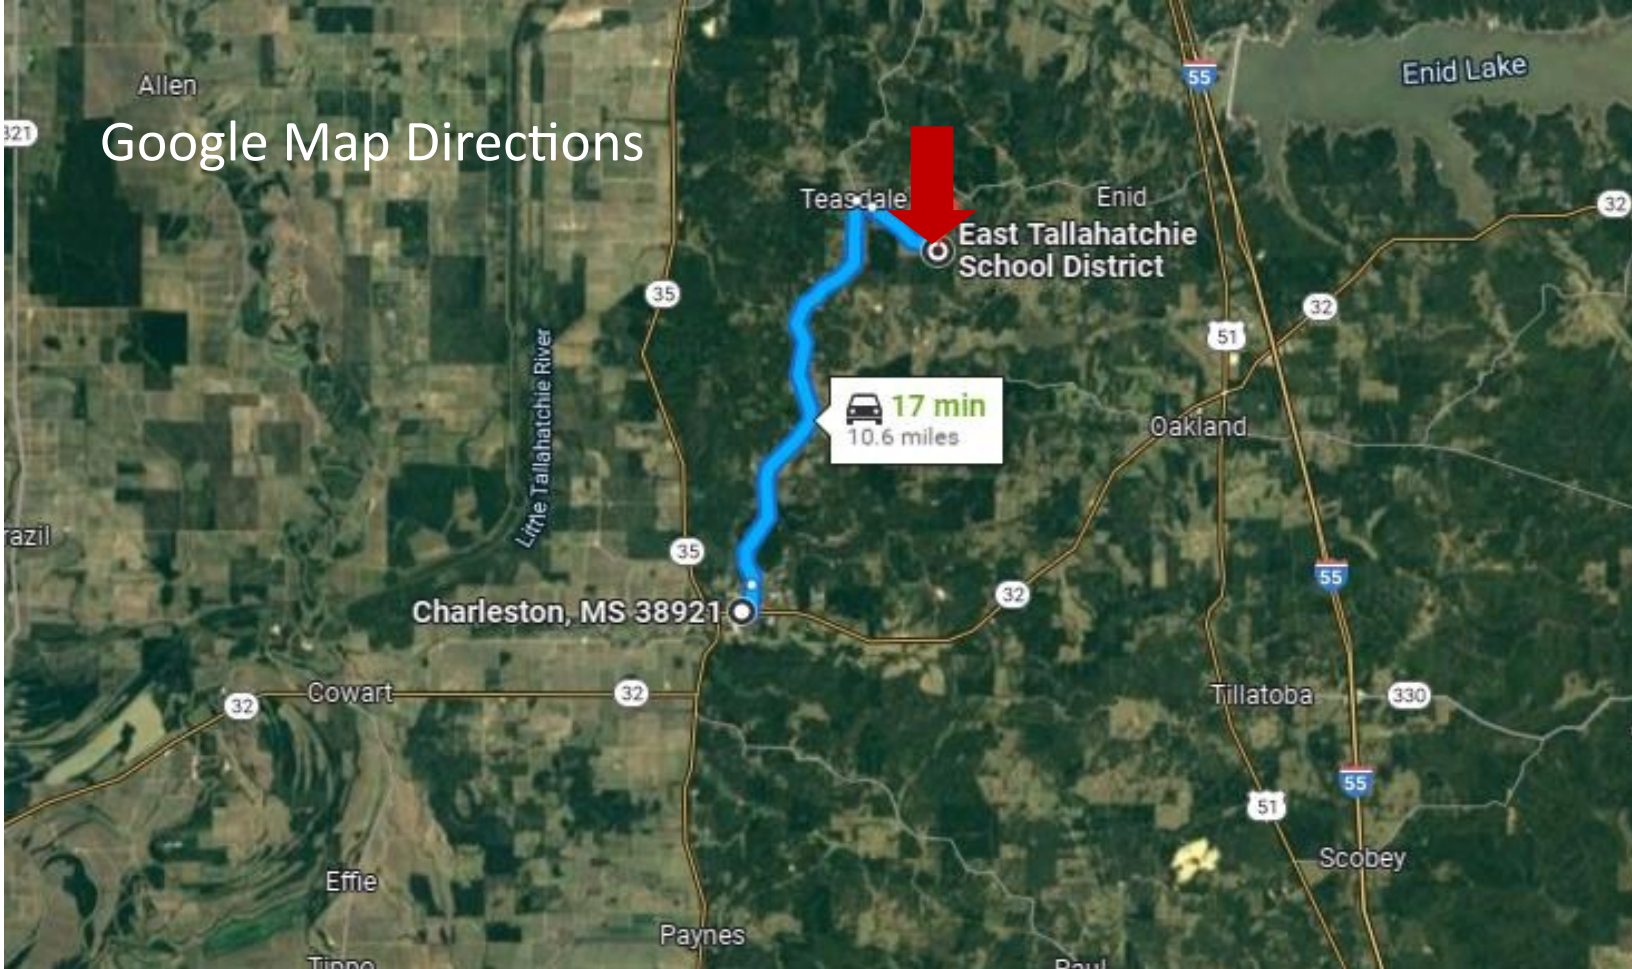 Allen
Enid Lake
55
321
Google Map Directions
Teasdale
Enid
32
East Tallahatchie
School District
35
32
51
Little Tallahatchie River
17 min
10.6 miles
Oakland
razil
35
55
32
Charleston, MS 38921
Cowart
32
32
Tillatoba
330
55
51
Scobey
Effie
Paynes
Tippo
Paul